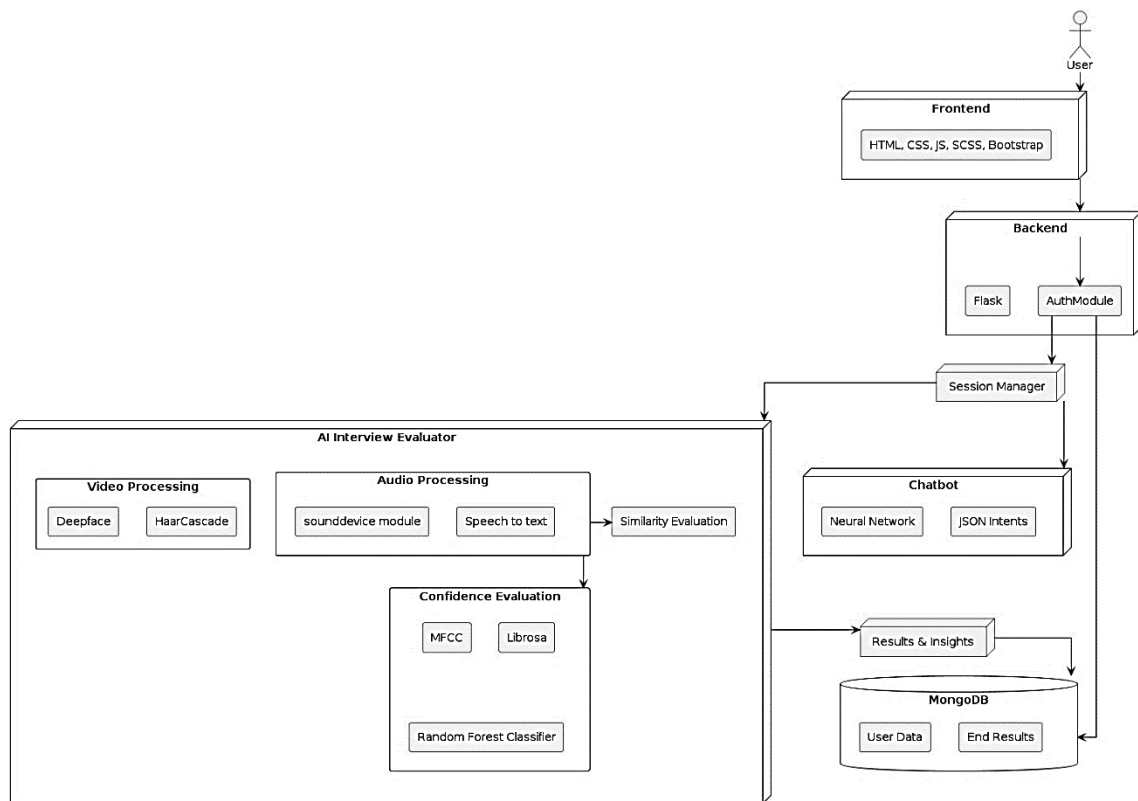 User
Frontend
HTML, CSS, JS, SCSS, Bootstrap
Backend
Flask
AuthModule
Session Manager
AI Interview Evaluator
Video Processing
Deepface
HaarCascade
Audio Processing
sounddevice module
Speech to text
Similarity Evaluation
Confidence Evaluation
MFCC
Librosa
Random Forest Classifier
Chatbot
Neural Network
JSON Intents
Results & Insights
MongoDB
User Data
End Results